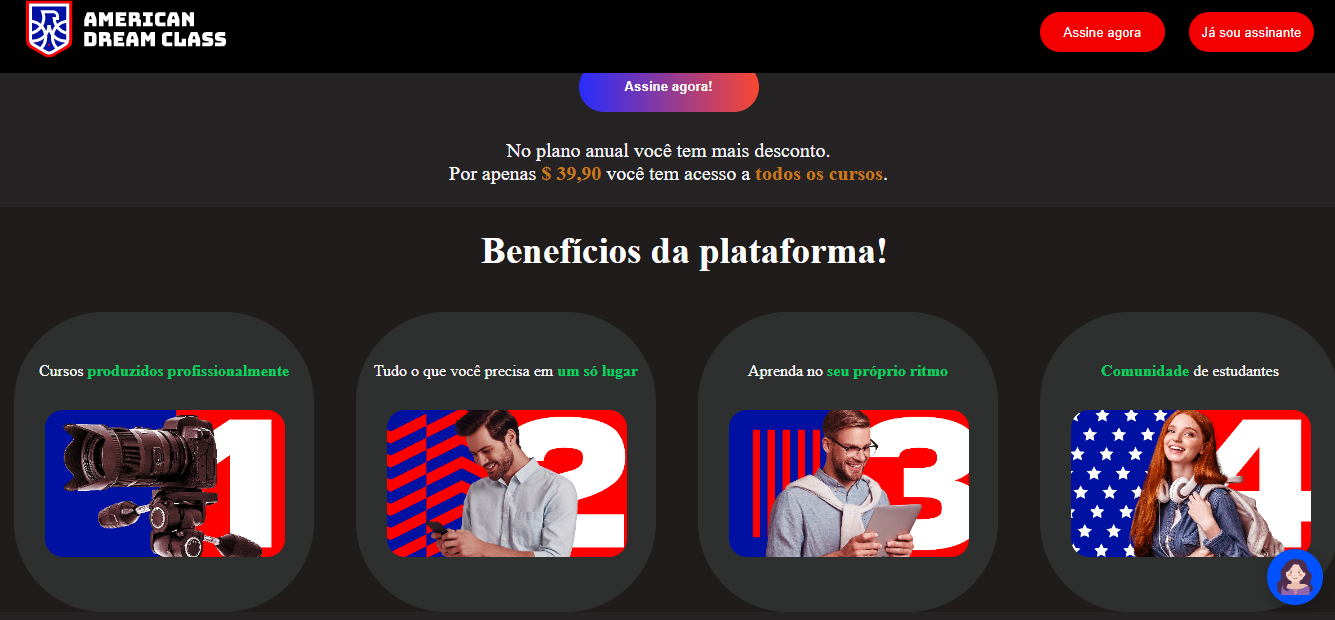 AMERICAN
DREAM CLASS
Assine agora
Já sou assinante
Assine agora!
No plano anual você tem mais desconto.
Por apenas $ 39,90 você tem acesso a todos os cursos.
Benefícios da plataforma!
Cursos produzidos profissionalmente
Tudo o que você precisa em um só lugar
Aprenda no seu próprio ritmo
Comunidade de estudantes
1
2
3
4